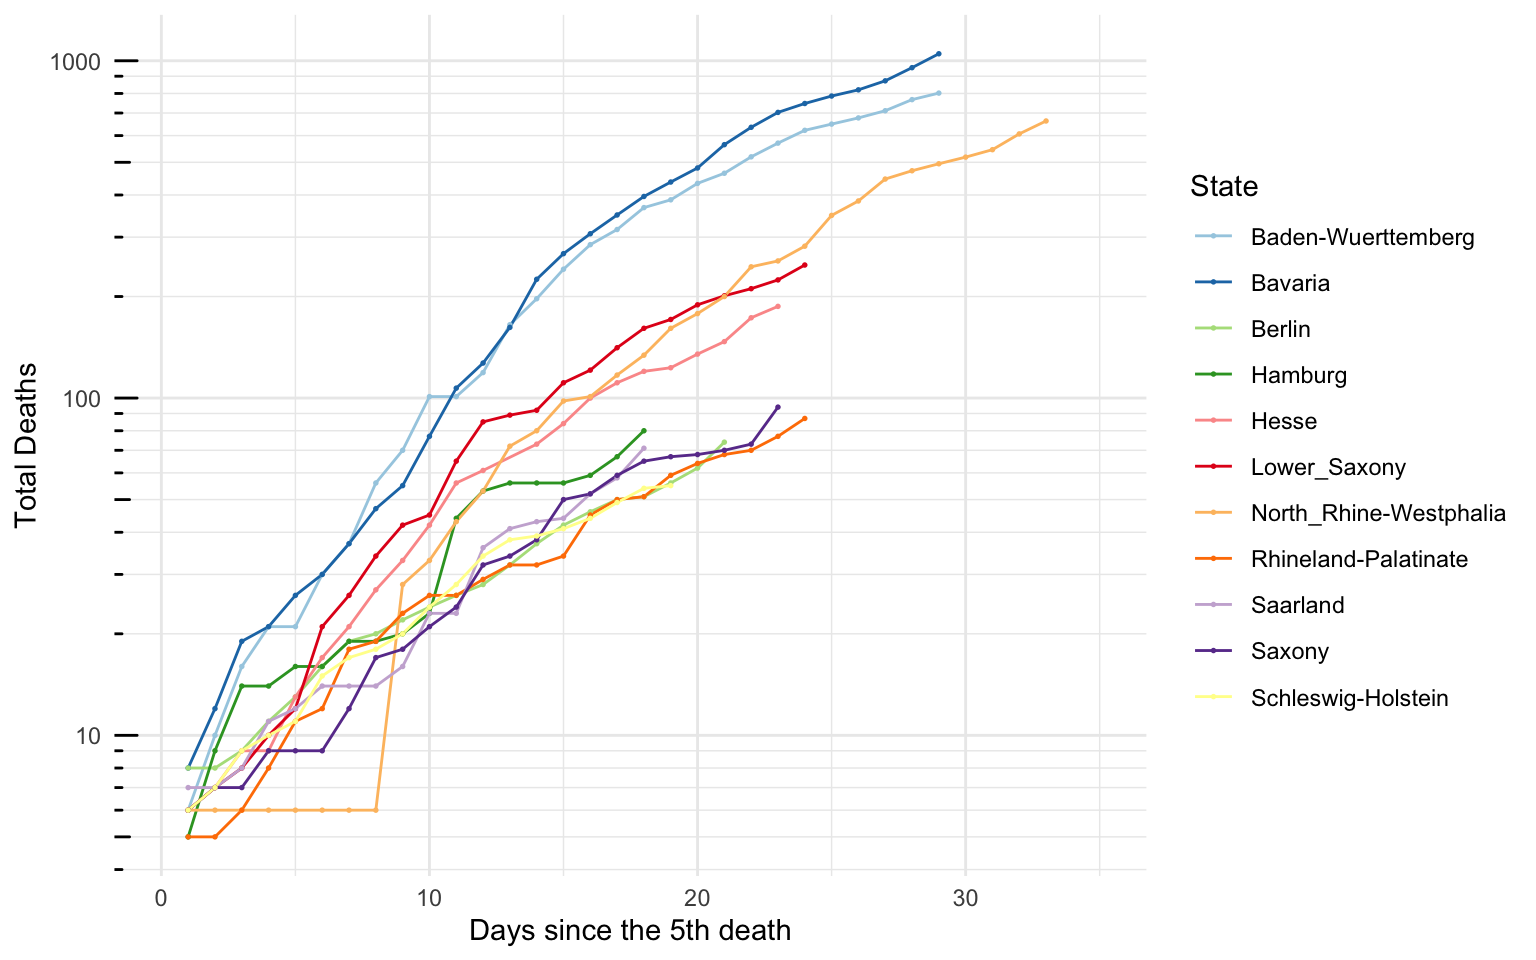 1000
100
10
Total Deaths
0 10 20 30
Days since the 5th death
State
Baden-Wuerttemberg
Bavaria
Berlin
Hamburg
Hesse
Lower_Saxony
North_Rhine-Westphalia
Rhineland-Palatinate
Saarland
Saxony
Schleswig-Holstein